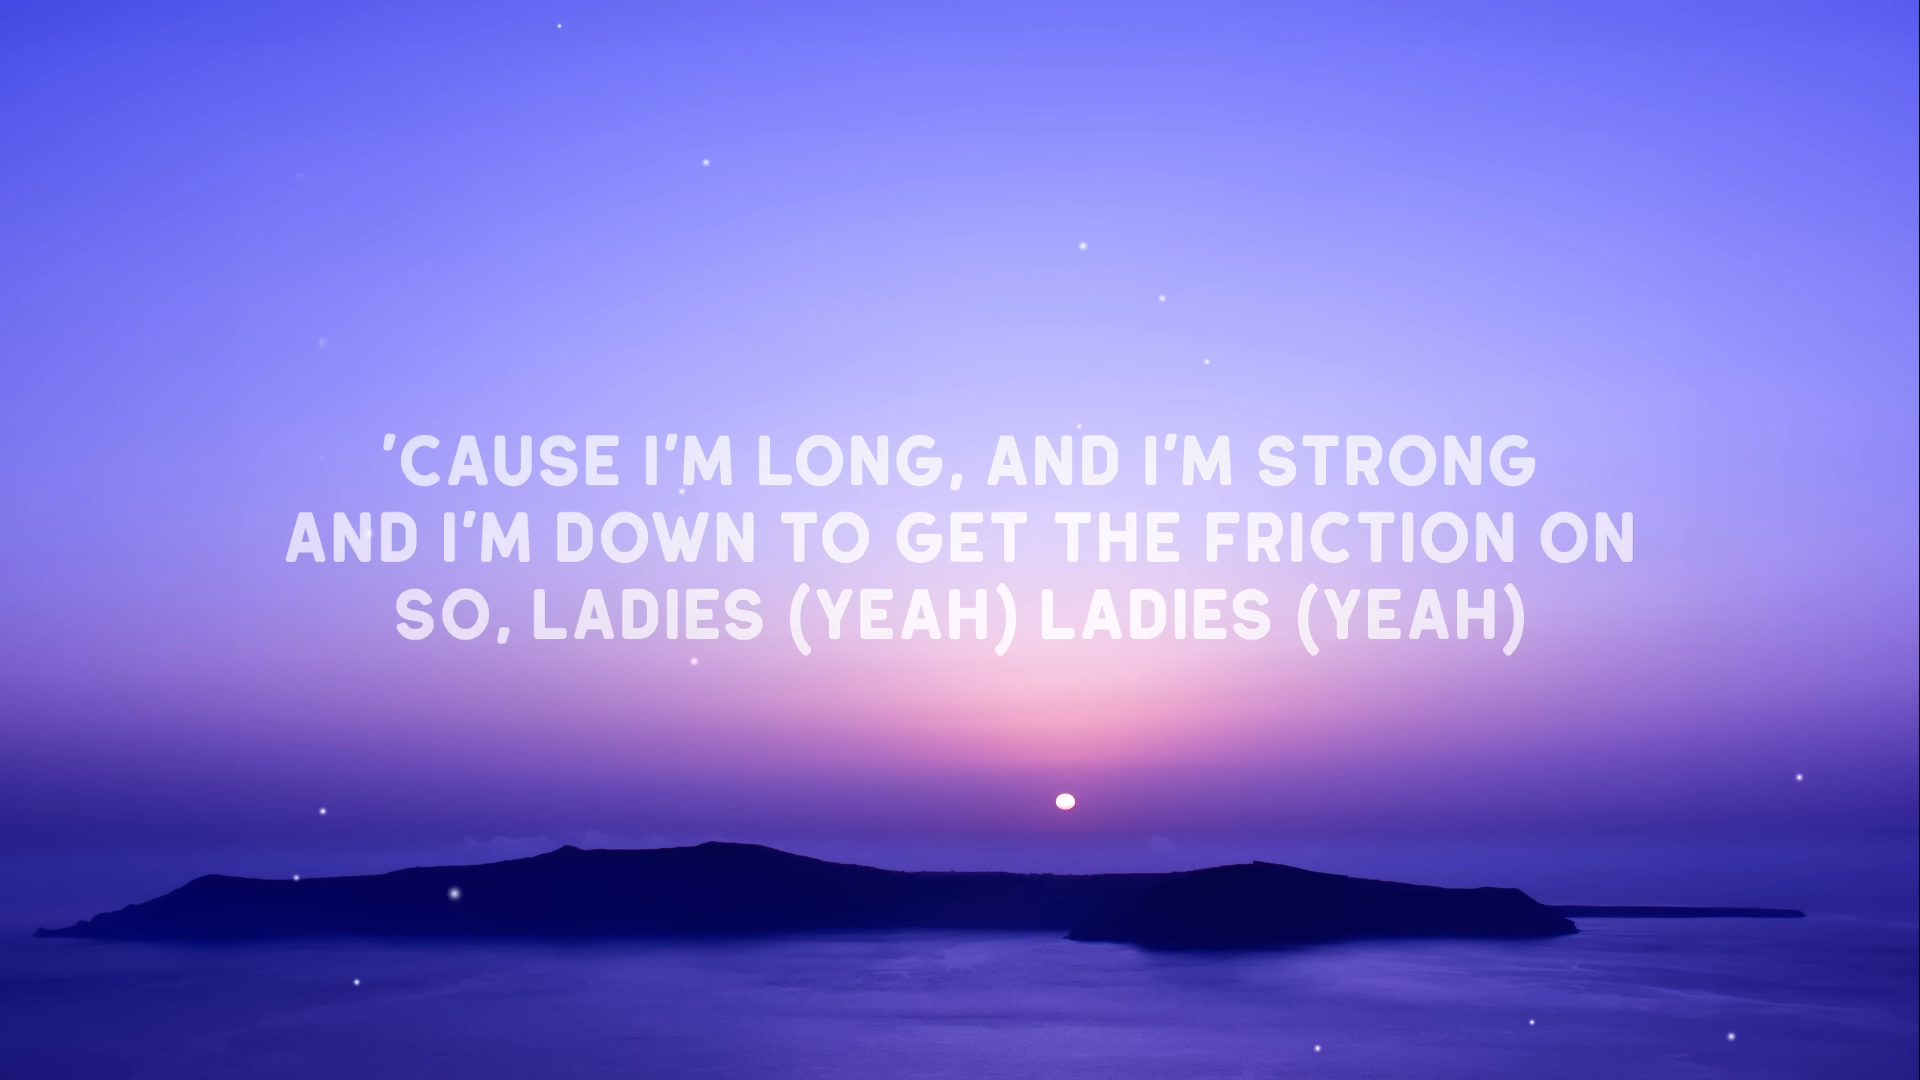 'CAUSE I'M LONG, AND I'M STRONG
AND I'M DOWN TO GET THE FRICTION ON
SO, LADIES (YEAH) LADIES (YEAH)